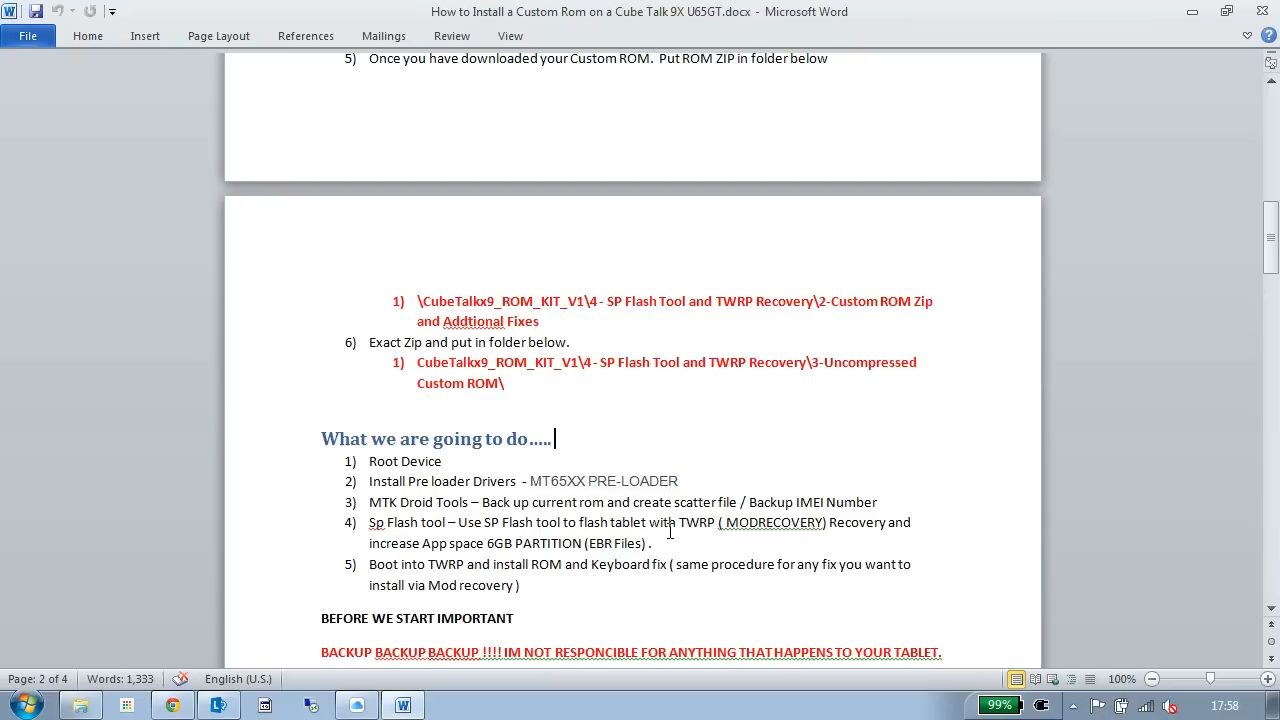 How to Install a Custom Rom on a Cube Talk 9X U65GT.docx - Microsoft Word
File Home Insert Page Layout References Mailings Review View
5) Once you have downloaded your Custom ROM. Put ROM ZIP in folder below
1) \CubeTalkx9_ROM_KIT_V1\4 - SP Flash Tool and TWRP Recovery\2-Custom ROM Zip
and Addtional Fixes
6) Exact Zip and put in folder below.
1) CubeTalkx9_ROM_KIT_V1\4 - SP Flash Tool and TWRP Recovery\3-Uncompressed
Custom ROM\
What we are going to do.....
1) Root Device
2) Install Pre loader Drivers - MT65XX PRE-LOADER
3) MTK Droid Tools – Back up current rom and create scatter file / Backup IMEI Number
4) Sp Flash tool – Use SP Flash tool to flash tablet with TWRP ( MODRECOVERY) Recovery and
increase App space 6GB PARTITION (EBR Files) .
5) Boot into TWRP and install ROM and Keyboard fix ( same procedure for any fix you want to
install via Mod recovery )
BEFORE WE START IMPORTANT
BACKUP BACKUP BACKUP !!!! IM NOT RESPONCIBLE FOR ANYTHING THAT HAPPENS TO YOUR TABLET.
Page: 2 of 4 Words: 1,333 English (U.S.) 100%
99% 17:58